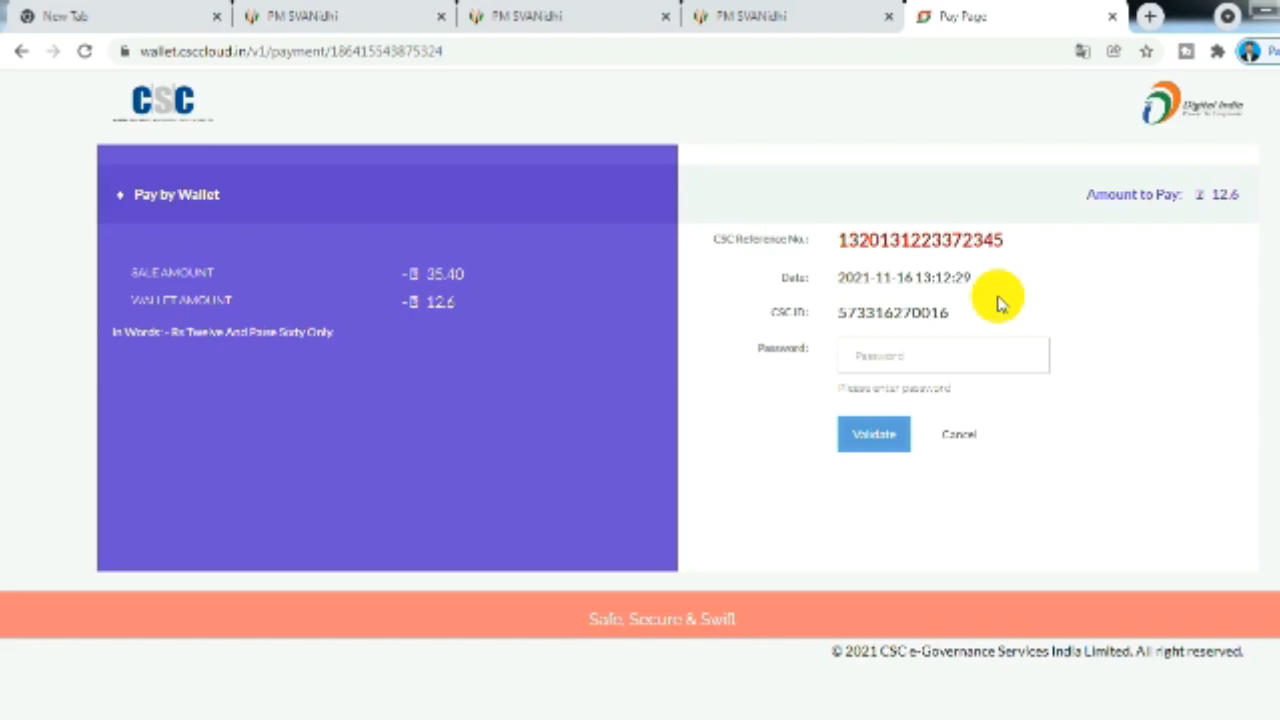 New Tab
PM SVANidhi
PM SVANidhi
PM SVANidhi
Pay Page
wallet.csccloud.in/v1/payment/186415543875324
CSC
Digital India
Pay by Wallet
Amount to Pay: 12.6
CSC Reference No.: 1320131223372345
SALE AMOUNT - 35.40
Date: 2021-11-16 13:12:29
WALLET AMOUNT - 12.6
CSC ID: 573316270016
In Words: - Rs Twelve And Paise Sixty Only.
Password: Password
Please enter password
Validate Cancel
Safe, Secure & Swift
© 2021 CSC e-Governance Services India Limited. All right reserved.